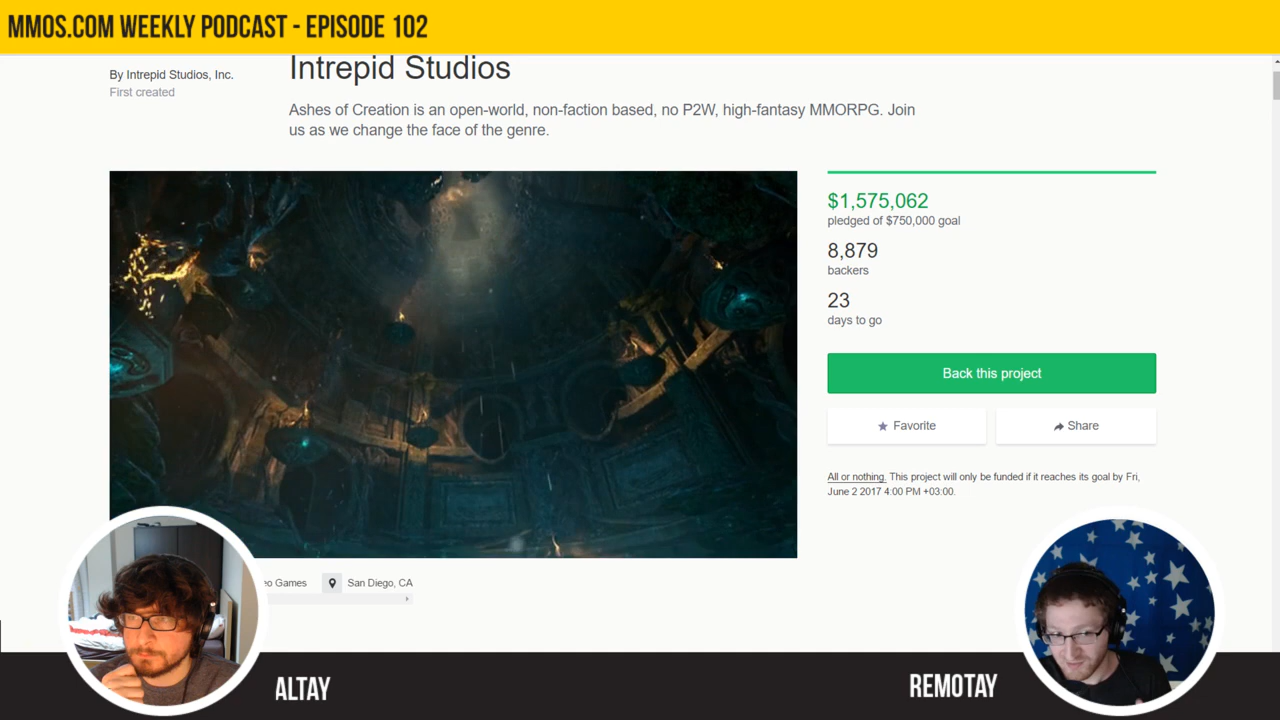 MMOS.COM WEEKLY PODCAST - EPISODE 102
By Intrepid Studios, Inc.
First created
Intrepid Studios
Ashes of Creation is an open-world, non-faction based, no P2W, high-fantasy MMORPG. Join
us as we change the face of the genre.
$1,575,062
pledged of $750,000 goal
8,879
backers
23
days to go
Back this project
Favorite
Share
All or nothing. This project will only be funded if it reaches its goal by Fri,
June 2 2017 4:00 PM +03:00.
Games
San Diego, CA
ALTAY
REMOTAY